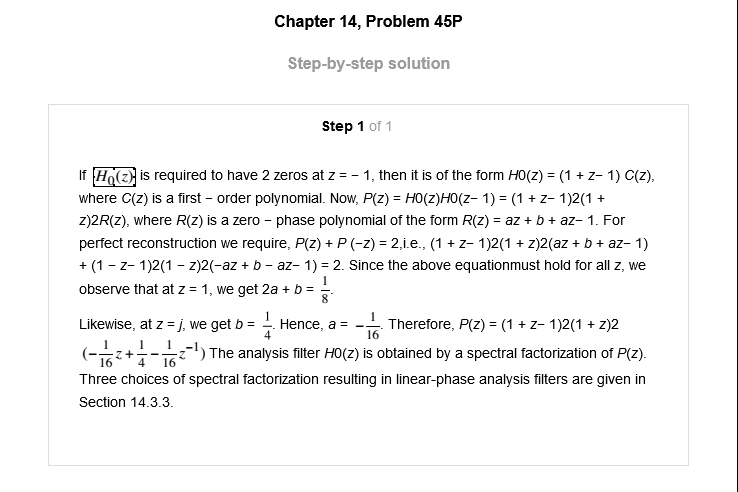 Chapter 14, Problem 45P
Step-by-step solution
Step 1 of 1
If H₀(z) is required to have 2 zeros at z = − 1, then it is of the form H0(z) = (1 + z− 1) C(z),
where C(z) is a first − order polynomial. Now, P(z) = H0(z)H0(z− 1) = (1 + z− 1)2(1 +
z)2R(z), where R(z) is a zero − phase polynomial of the form R(z) = az + b + az− 1. For
perfect reconstruction we require, P(z) + P (−z) = 2,i.e., (1 + z− 1)2(1 + z)2(az + b + az− 1)
+ (1 − z− 1)2(1 − z)2(−az + b − az− 1) = 2. Since the above equationmust hold for all z, we
observe that at z = 1, we get 2a + b = 1/8.
Likewise, at z = j, we get b = 1/4. Hence, a = −1/16. Therefore, P(z) = (1 + z− 1)2(1 + z)2
(−1/16 z + 1/4 − 1/16 z⁻¹) The analysis filter H0(z) is obtained by a spectral factorization of P(z).
Three choices of spectral factorization resulting in linear-phase analysis filters are given in
Section 14.3.3.